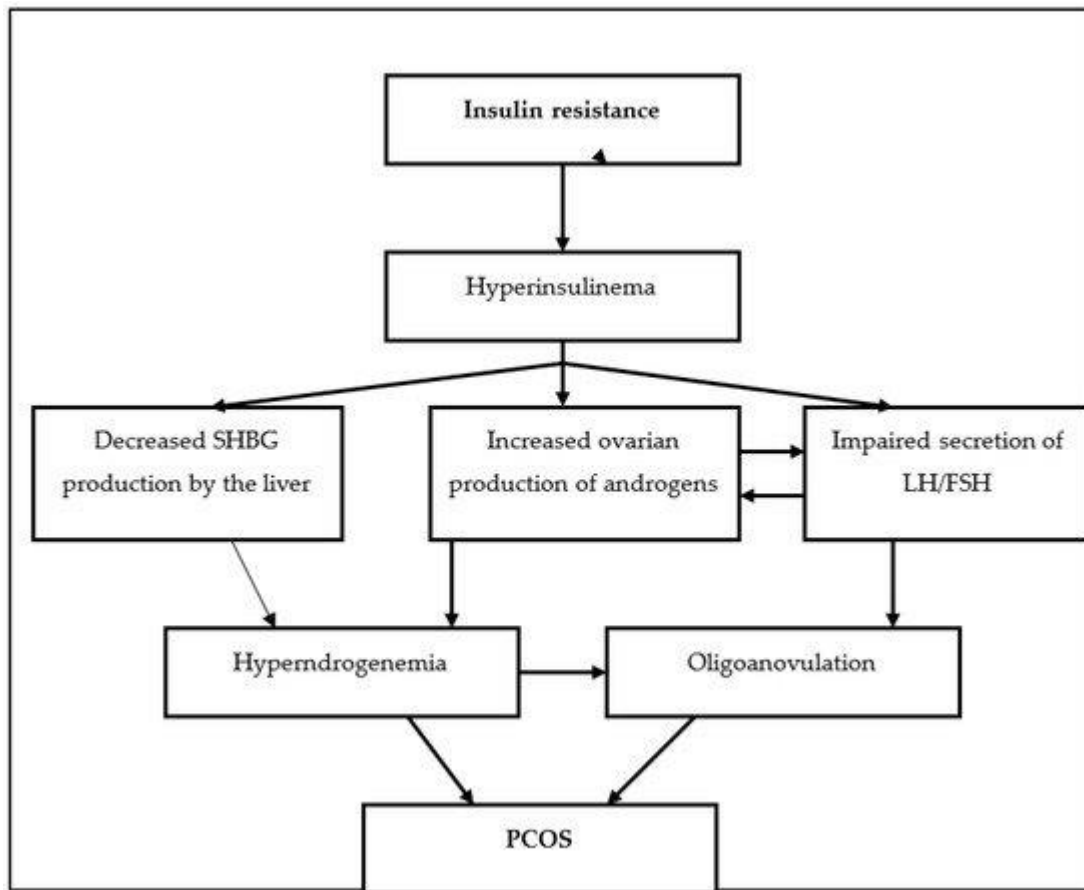 Insulin resistance
Hyperinsulinema
Decreased SHBG
production by the liver
Increased ovarian
production of androgens
Impaired secretion of
LH/FSH
Hyperndrogenemia
Oligoanovulation
PCOS